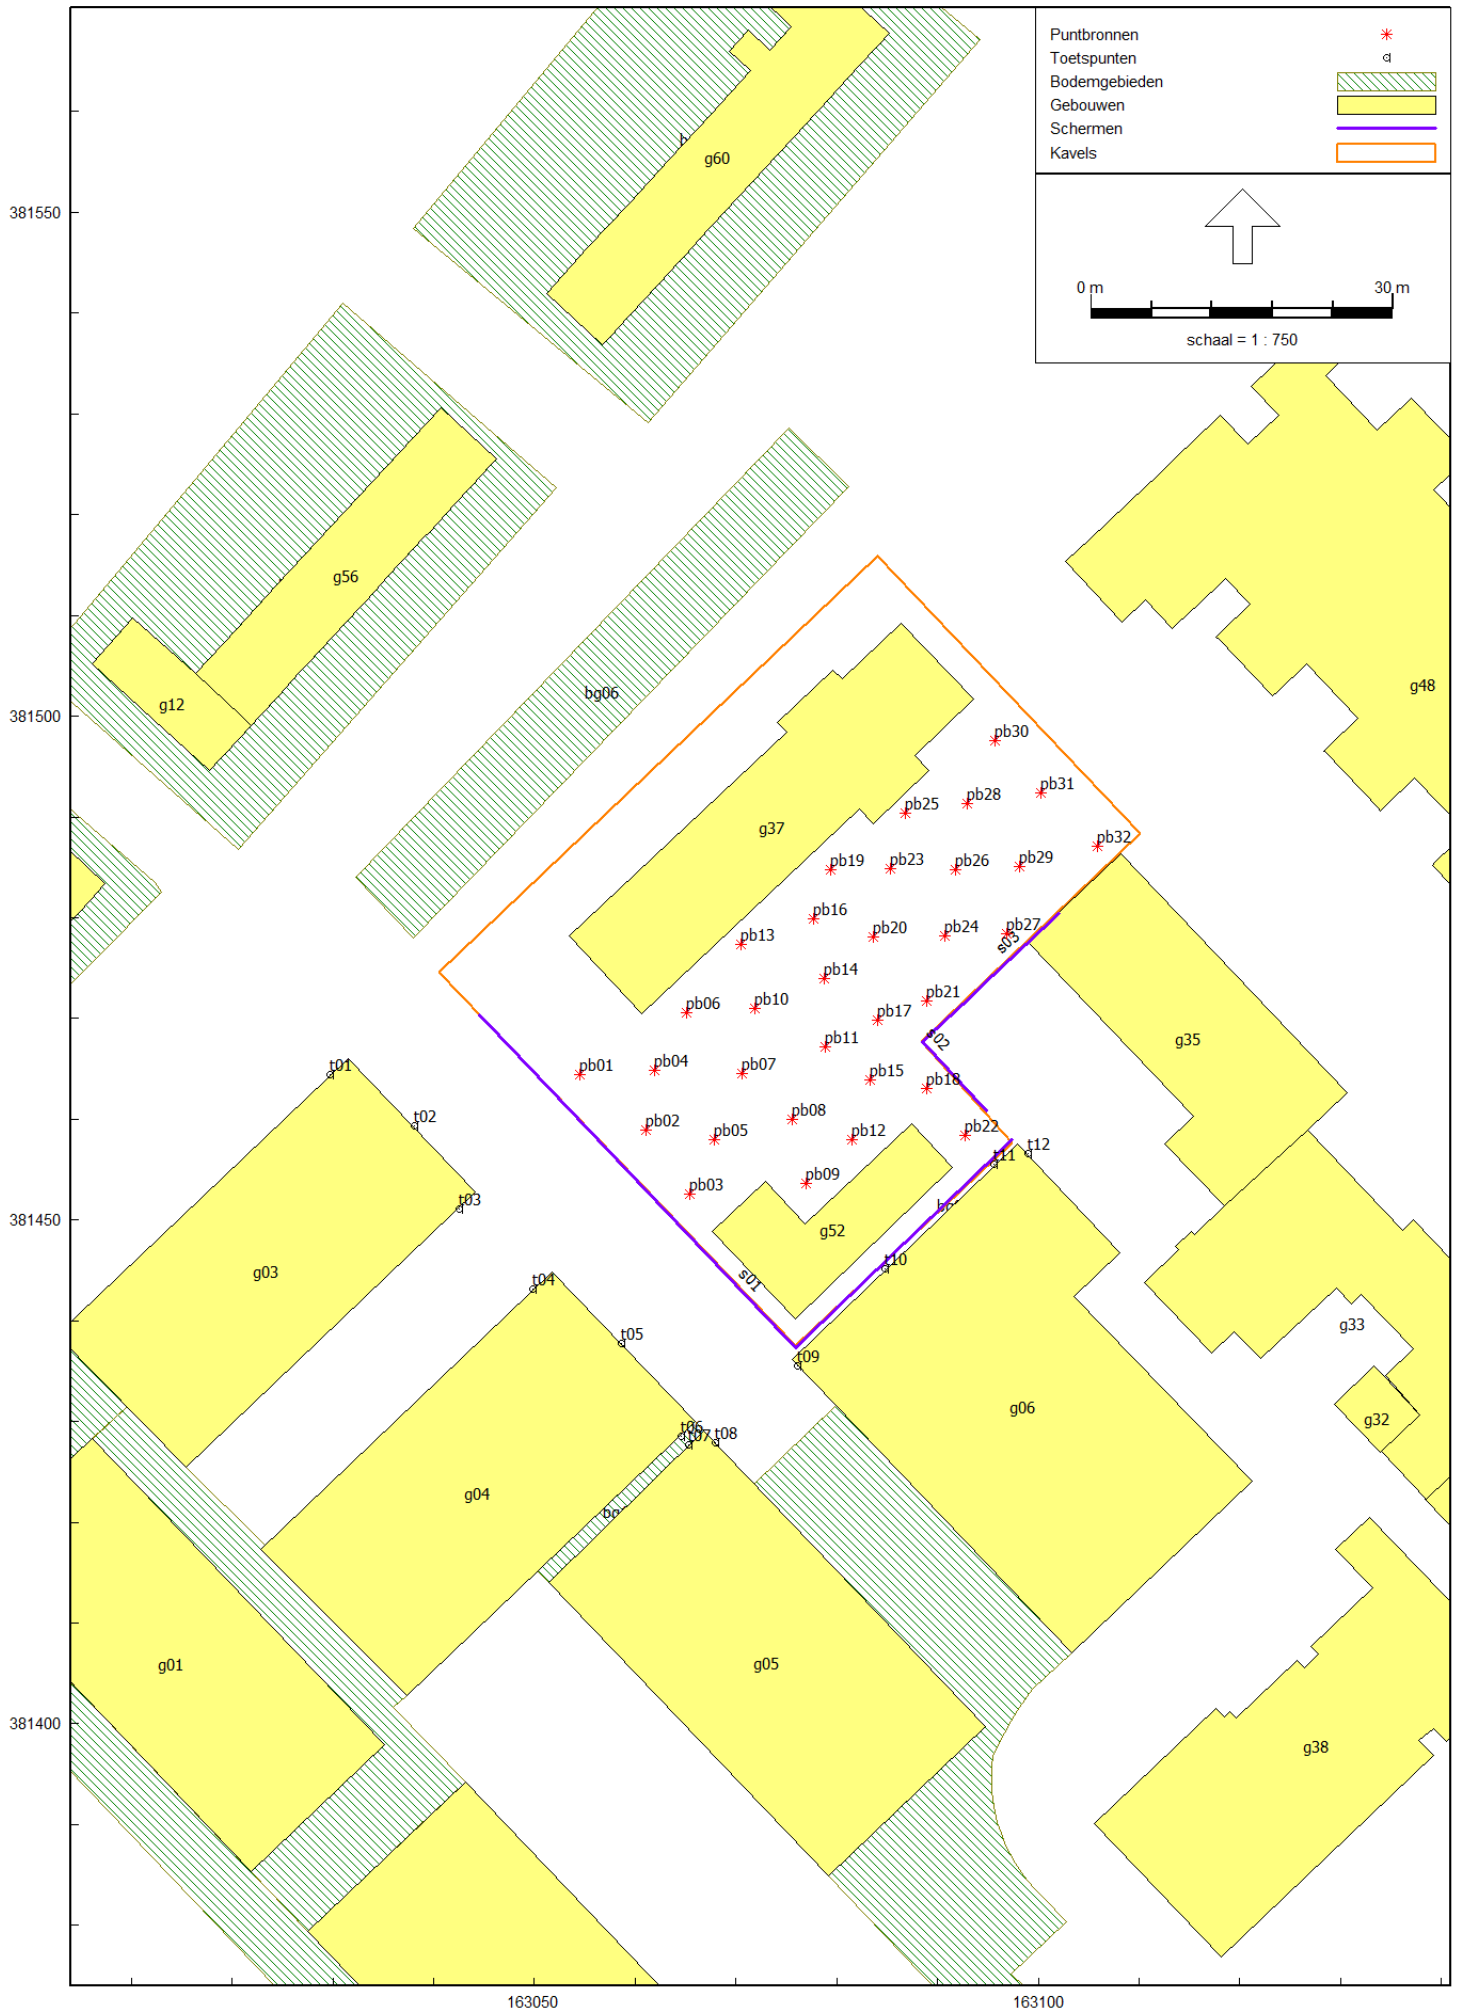 Puntbronnen
Toetspunten
Bodemgebieden
Gebouwen
Schermen
Kavels
0 m 30 m
schaal = 1 : 750
g60
381550
g56
g12
bg06
g48
381500
pb30
pb31
pb28
pb25
g37
pb32
pb19 pb23 pb26 pb29
pb16
pb13 pb20 pb24 pb27
s03
pb14
pb06 pb10 pb21
pb17
s02
pb11
g35
t01 pb01 pb04 pb07 pb15 pb18
t02 pb02 pb05 pb08 pb12 pb22
t11 t12
pb03 pb09
t03
381450
g52
g03
t04 s01 t10
t05
g33
t09
g06
g32
t06
t07 t08
g04
g01
g05
381400
g38
163050 163100